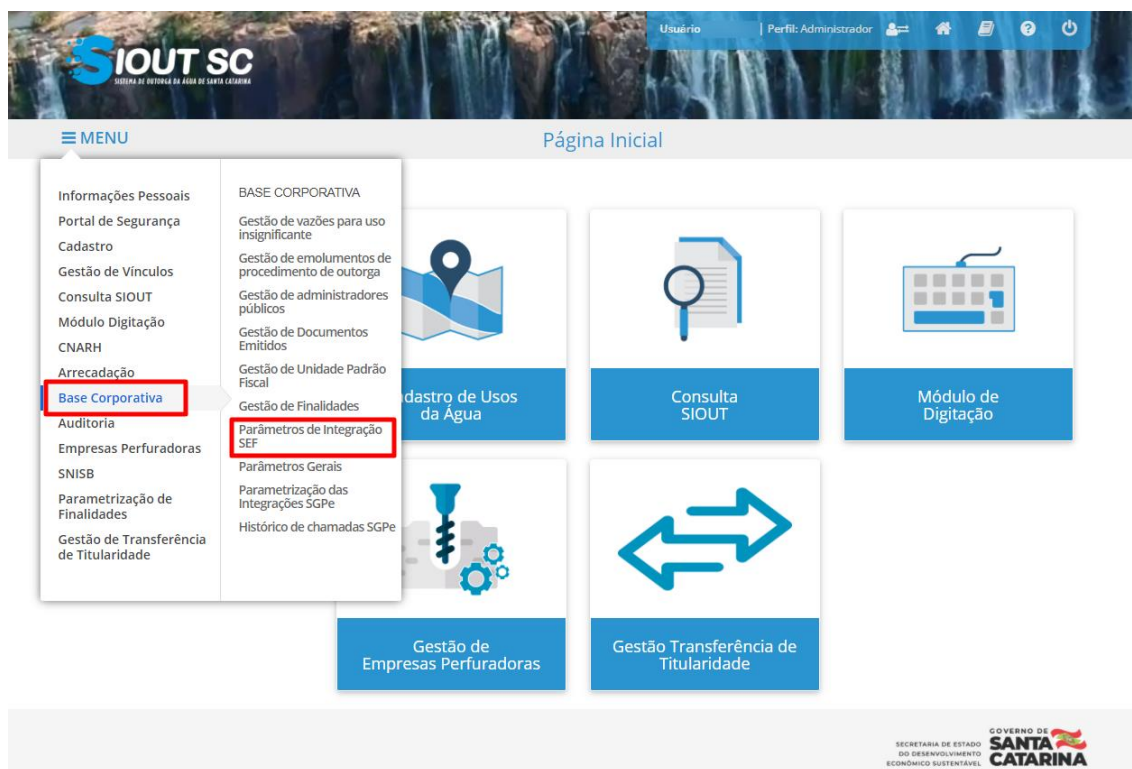 SIOUT SC
SISTEMA DE OUTORGA DA ÁGUA DE SANTA CATARINA
Usuário | Perfil: Administrador
MENU
Página Inicial
Informações Pessoais
Portal de Segurança
Cadastro
Gestão de Vínculos
Consulta SIOUT
Módulo Digitação
CNARH
Arrecadação
Base Corporativa
Auditoria
Empresas Perfuradoras
SNISB
Parametrização de
Finalidades
Gestão de Transferência
de Titularidade
BASE CORPORATIVA
Gestão de vazões para uso
insignificante
Gestão de emolumentos de
procedimento de outorga
Gestão de administradores
públicos
Gestão de Documentos
Emitidos
Gestão de Unidade Padrão
Fiscal
Gestão de Finalidades
Parâmetros de Integração
SEF
Parâmetros Gerais
Parametrização das
Integrações SGPe
Histórico de chamadas SGPe
dastro de Usos
da Água
Consulta
SIOUT
Módulo de
Digitação
Gestão de
Empresas Perfuradoras
Gestão Transferência de
Titularidade
SECRETARIA DE ESTADO
DO DESENVOLVIMENTO
ECONÔMICO SUSTENTÁVEL
GOVERNO DE
SANTA
CATARINA